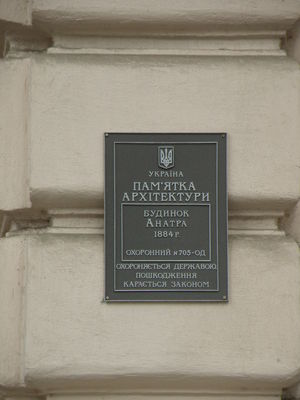 УКРАЇНА
ПАМ'ЯТКА
АРХІТЕКТУРИ
БУДИНОК
АНАТРА
1884 Р.
ОХОРОННИЙ № 705-ОД
ОХОРОНЯЄТЬСЯ ДЕРЖАВОЮ,
ПОШКОДЖЕННЯ
КАРАЄТЬСЯ ЗАКОНОМ